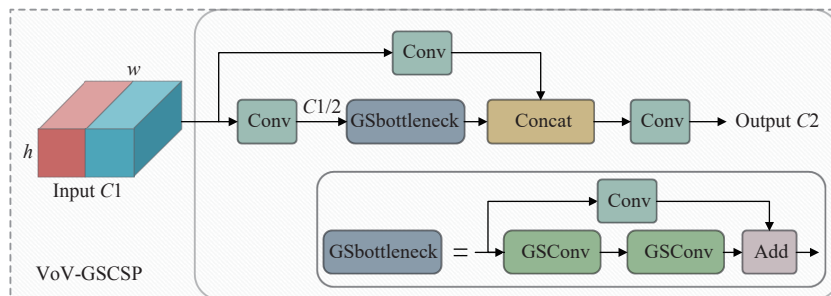 Conv
w
C1/2
Conv
GSbottleneck
Concat
Conv
Output C2
h
Input C1
Conv
GSbottleneck
=
GSConv
GSConv
Add
VoV-GSCSP